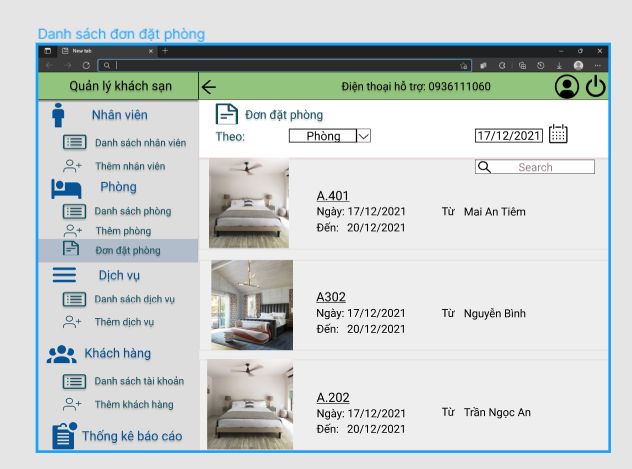 Danh sách đơn đặt phòng
New tab
Quản lý khách sạn
Điện thoại hỗ trợ: 0936111060
Nhân viên
Danh sách nhân viên
Thêm nhân viên
Phòng
Danh sách phòng
Thêm phòng
Đơn đặt phòng
Dịch vụ
Danh sách dịch vụ
Thêm dịch vụ
Khách hàng
Danh sách tài khoản
Thêm khách hàng
Thống kê báo cáo
Đơn đặt phòng
Theo: Phòng 17/12/2021
Search
A.401
Ngày: 17/12/2021 Từ Mai An Tiêm
Đến: 20/12/2021
A302
Ngày: 17/12/2021 Từ Nguyễn Bình
Đến: 20/12/2021
A.202
Ngày: 17/12/2021 Từ Trần Ngọc An
Đến: 20/12/2021